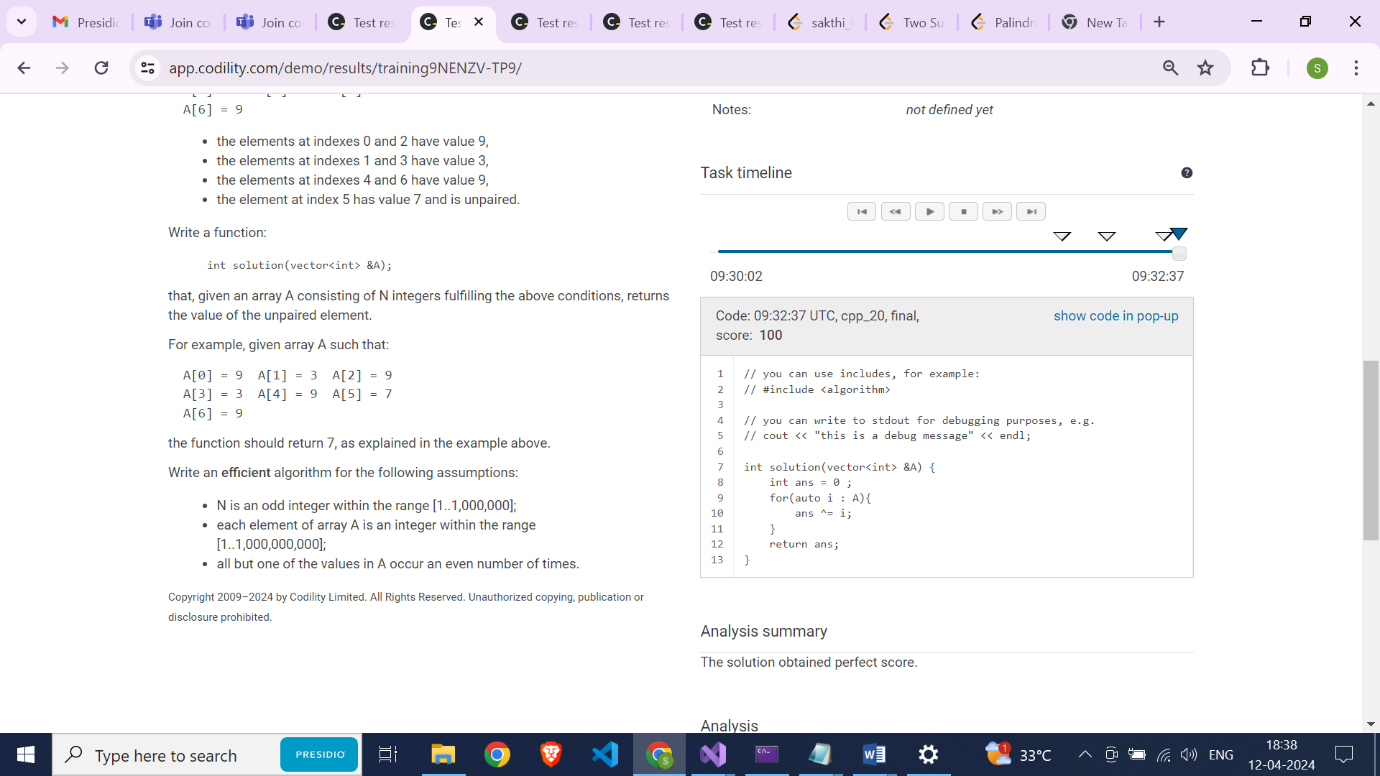 Presidi
Join co
Join co
Test res
Tes
Test res
Test res
Test res
sakthi_
Two Su
Palindr
New Ta
app.codility.com/demo/results/training9NENZV-TP9/
S
A[6] = 9
the elements at indexes 0 and 2 have value 9,
the elements at indexes 1 and 3 have value 3,
the elements at indexes 4 and 6 have value 9,
the element at index 5 has value 7 and is unpaired.
Write a function:
int solution(vector<int> &A);
that, given an array A consisting of N integers fulfilling the above conditions, returns
the value of the unpaired element.
For example, given array A such that:
A[0] = 9 A[1] = 3 A[2] = 9
A[3] = 3 A[4] = 9 A[5] = 7
A[6] = 9
the function should return 7, as explained in the example above.
Write an efficient algorithm for the following assumptions:
N is an odd integer within the range [1..1,000,000];
each element of array A is an integer within the range
[1..1,000,000,000];
all but one of the values in A occur an even number of times.
Copyright 2009–2024 by Codility Limited. All Rights Reserved. Unauthorized copying, publication or
disclosure prohibited.
Notes: not defined yet
Task timeline
?
09:30:02 09:32:37
Code: 09:32:37 UTC, cpp_20, final, show code in pop-up
score: 100
1 // you can use includes, for example:
2 // #include <algorithm>
3
4 // you can write to stdout for debugging purposes, e.g.
5 // cout << "this is a debug message" << endl;
6
7 int solution(vector<int> &A) {
8 int ans = 0 ;
9 for(auto i : A){
10 ans ^= i;
11 }
12 return ans;
13 }
Analysis summary
The solution obtained perfect score.
Analysis
Type here to search
PRESIDIO
1
33°C
ENG
18:38
12-04-2024